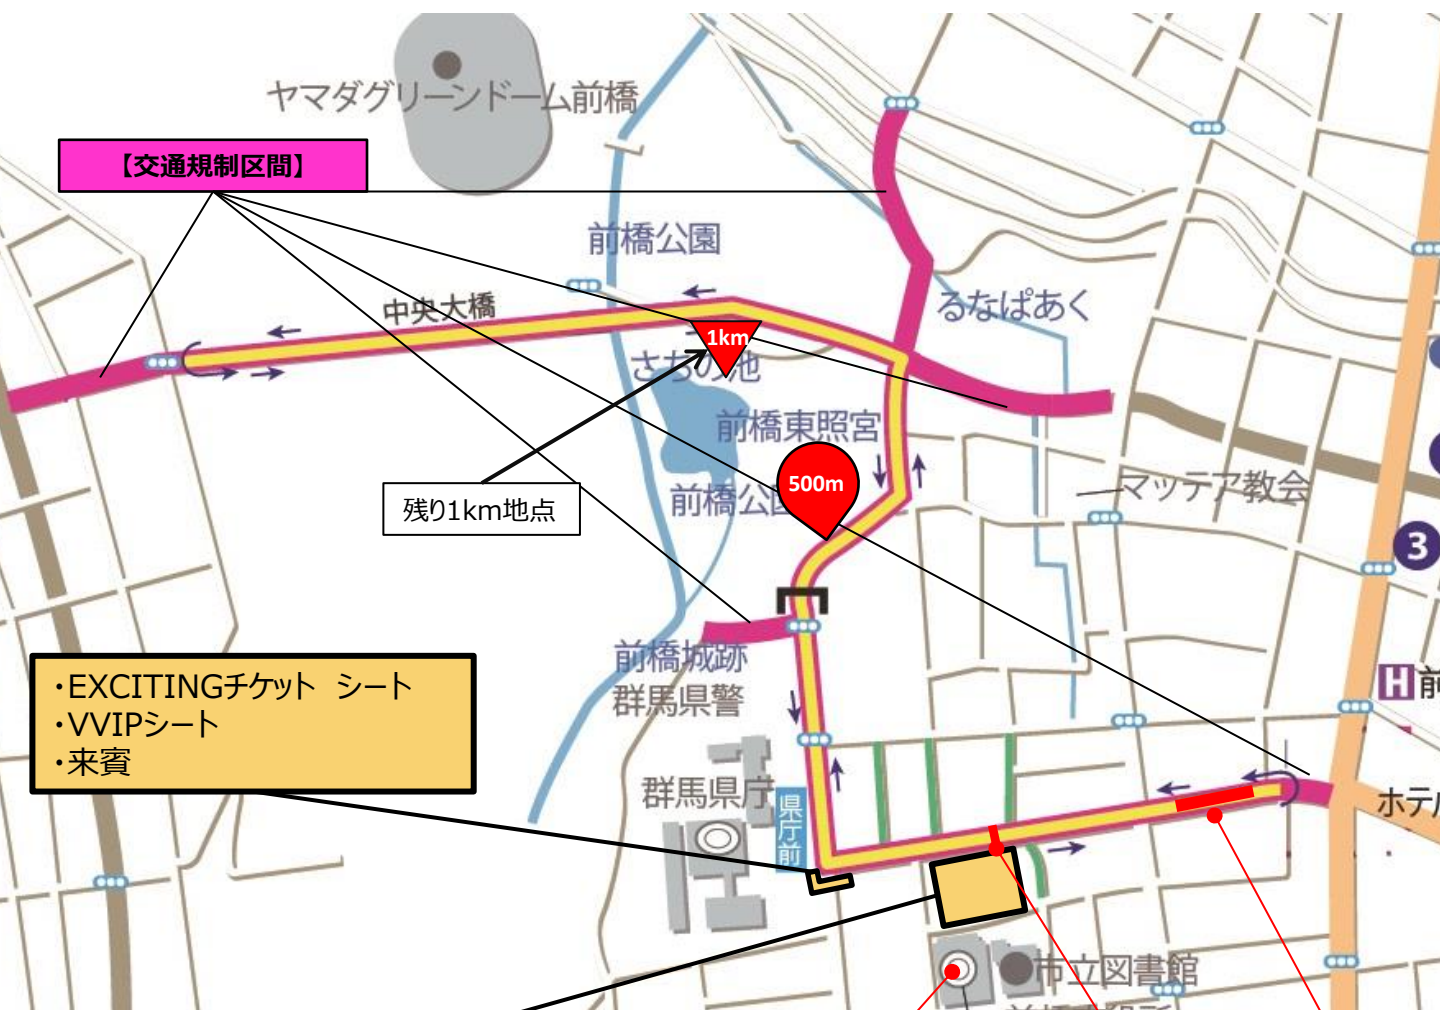 ヤマダグリーンドーム前橋
【交通規制区間】
前橋公園
中央大橋
るなぱあく
1km
さちの池
前橋東照宮
500m
前橋公園
マッテア教会
残り1km地点
3
前橋城跡
群馬県警
H前
・EXCITINGチケット シート
・VVIPシート
・来賓
群馬県庁
県庁前
ホテル
市立図書館